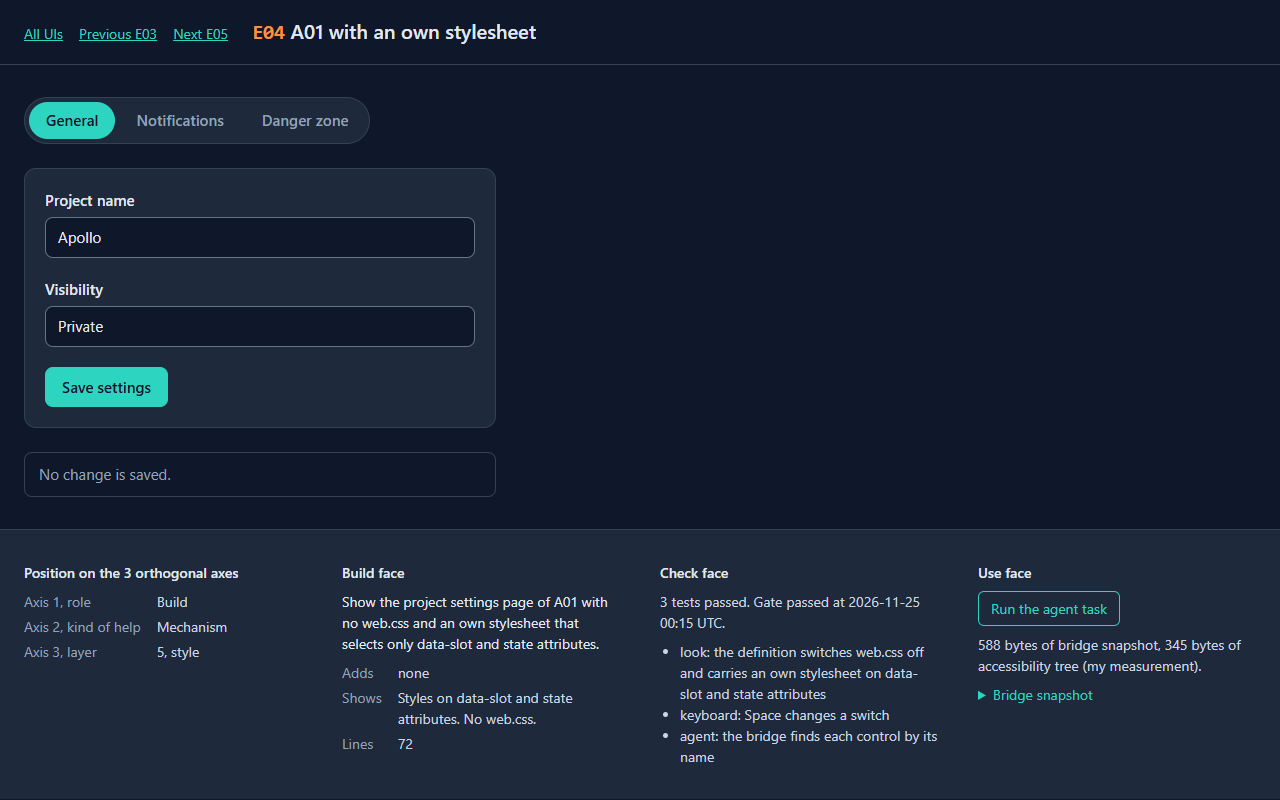 All UIs Previous E03 Next E05 E04 A01 with an own stylesheet
General Notifications Danger zone
Project name
Apollo
Visibility
Private
Save settings
No change is saved.
Position on the 3 orthogonal axes
Axis 1, role Build
Axis 2, kind of help Mechanism
Axis 3, layer 5, style
Build face
Show the project settings page of A01 with
no web.css and an own stylesheet that
selects only data-slot and state attributes.
Adds none
Shows Styles on data-slot and state
attributes. No web.css.
Lines 72
Check face
3 tests passed. Gate passed at 2026-11-25
00:15 UTC.
• look: the definition switches web.css off
and carries an own stylesheet on data-
slot and state attributes
• keyboard: Space changes a switch
• agent: the bridge finds each control by its
name
Use face
Run the agent task
588 bytes of bridge snapshot, 345 bytes of
accessibility tree (my measurement).
▶ Bridge snapshot